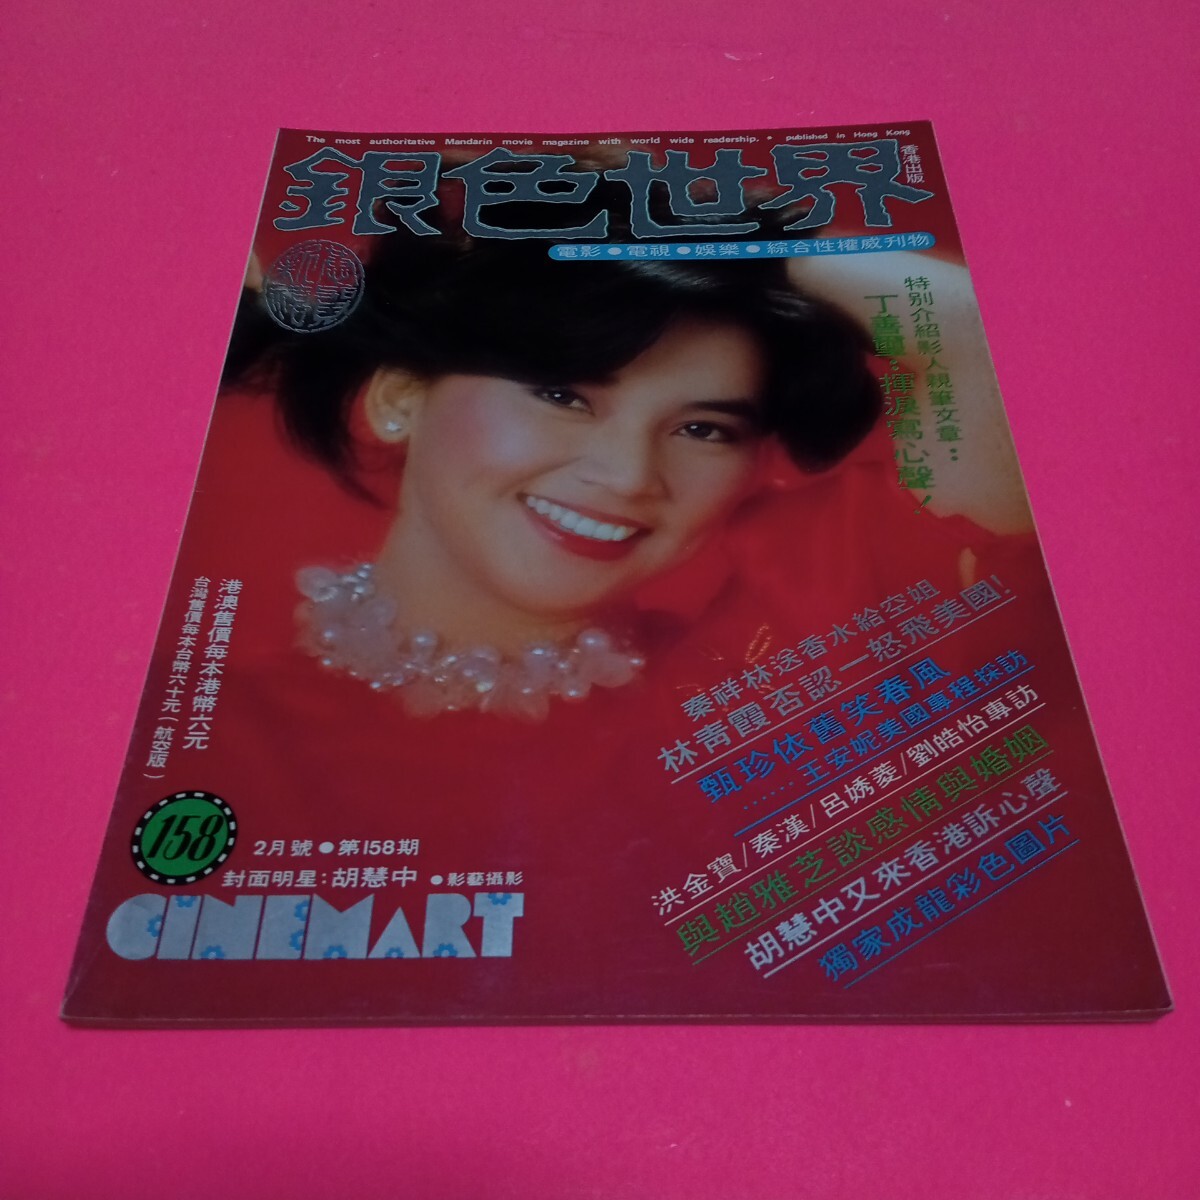 The most authoritative Mandarin movie magazine with world wide readership. • published in Hong Kong
銀色世界
香港出版
電影●電視●娛樂●綜合性權威刊物
特別介紹影人親筆文章：
丁善璽：揮淚寫心聲！
秦祥林送香水給空姐
林青霞否認一怒飛美國！
甄珍依舊笑春風
……王安妮美國專程採訪
洪金寶/秦漢/呂媭菱/劉皓怡專訪
與趙雅芝談感情與婚姻
胡慧中又來香港訴心聲
獨家成龍彩色圖片
港澳售價每本港幣六元
台灣售價每本台幣六十元（航空版）
158
2月號●第158期
封面明星：胡慧中 ●影藝攝影
CINEMART